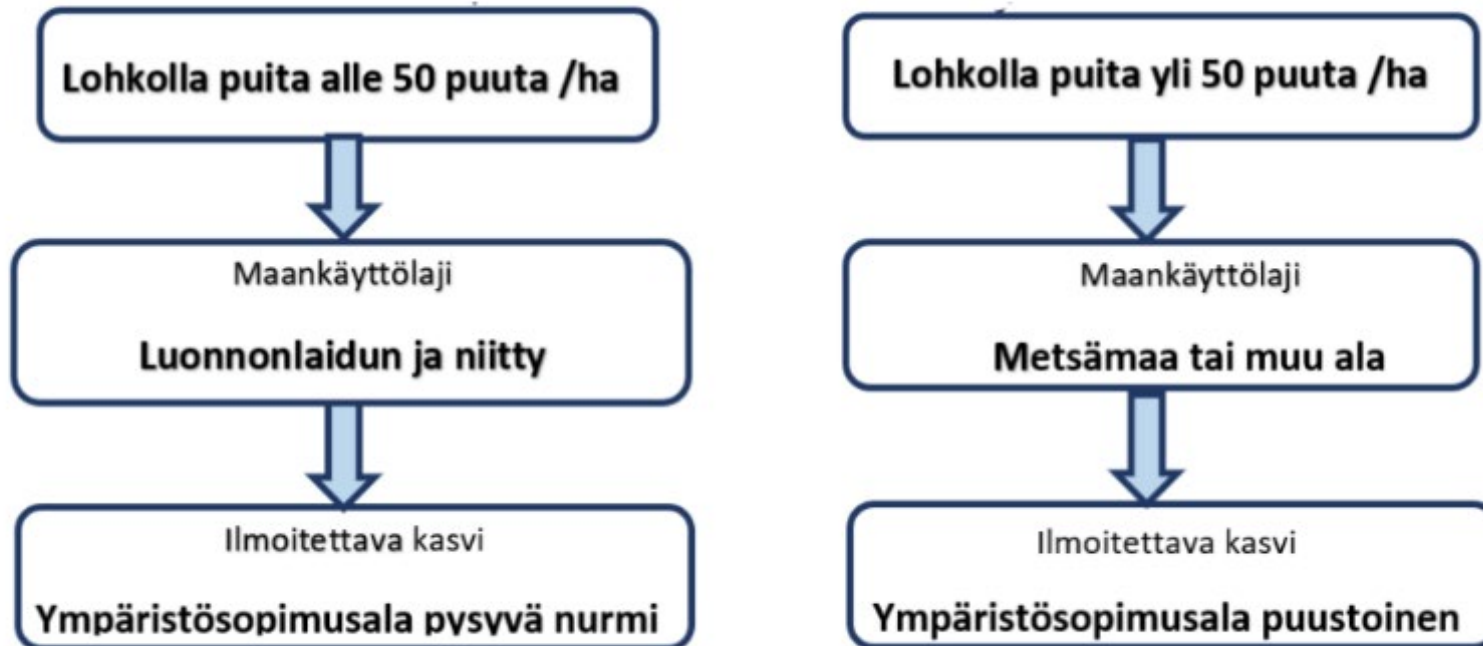 Lohkolla puita alle 50 puuta /ha
Maankäyttölaji
Luonnonlaidun ja niitty
Ilmoitettava kasvi
Ympäristösopimusala pysyvä nurmi
Lohkolla puita yli 50 puuta /ha
Maankäyttölaji
Metsämaa tai muu ala
Ilmoitettava kasvi
Ympäristösopimusala puustoinen